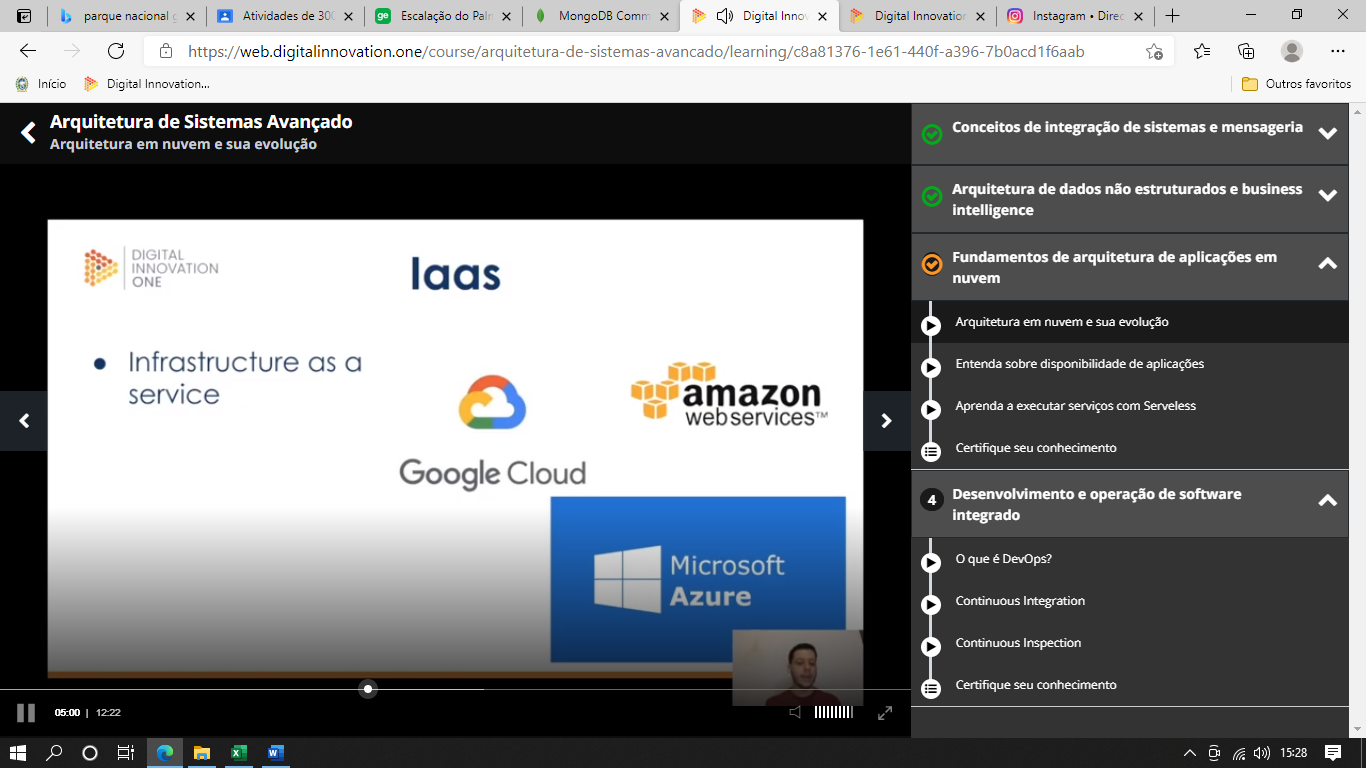 parque nacional g
Atividades de 300
Escalação do Paln
MongoDB Comm
Digital Innov
Digital Innovation
Instagram • Direc
https://web.digitalinnovation.one/course/arquitetura-de-sistemas-avancado/learning/c8a81376-1e61-440f-a396-7b0acd1f6aab
Início
Digital Innovation...
Outros favoritos
Arquitetura de Sistemas Avançado
Arquitetura em nuvem e sua evolução
DIGITAL
INNOVATION
ONE
Iaas
● Infrastructure as a
service
Google Cloud
amazon
webservices™
Microsoft
Azure
05:00 | 12:22
Conceitos de integração de sistemas e mensageria
Arquitetura de dados não estruturados e business
intelligence
Fundamentos de arquitetura de aplicações em
nuvem
Arquitetura em nuvem e sua evolução
Entenda sobre disponibilidade de aplicações
Aprenda a executar serviços com Serveless
Certifique seu conhecimento
4 Desenvolvimento e operação de software
integrado
O que é DevOps?
Continuous Integration
Continuous Inspection
Certifique seu conhecimento
15:28